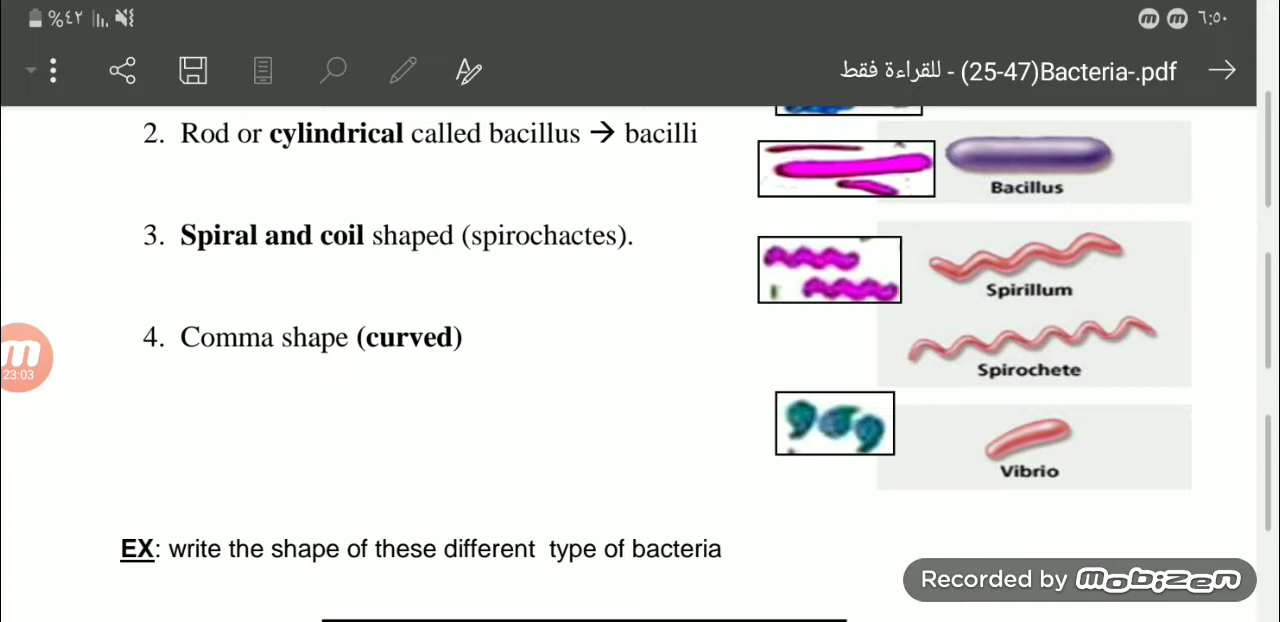 %٤٢ ٦:٥٠
(25-47)Bacteria-.pdf - للقراءة فقط
2. Rod or cylindrical called bacillus → bacilli
Bacillus
3. Spiral and coil shaped (spirochactes).
Spirillum
4. Comma shape (curved)
23:03
Spirochete
Vibrio
EX: write the shape of these different type of bacteria
Recorded by mobizen